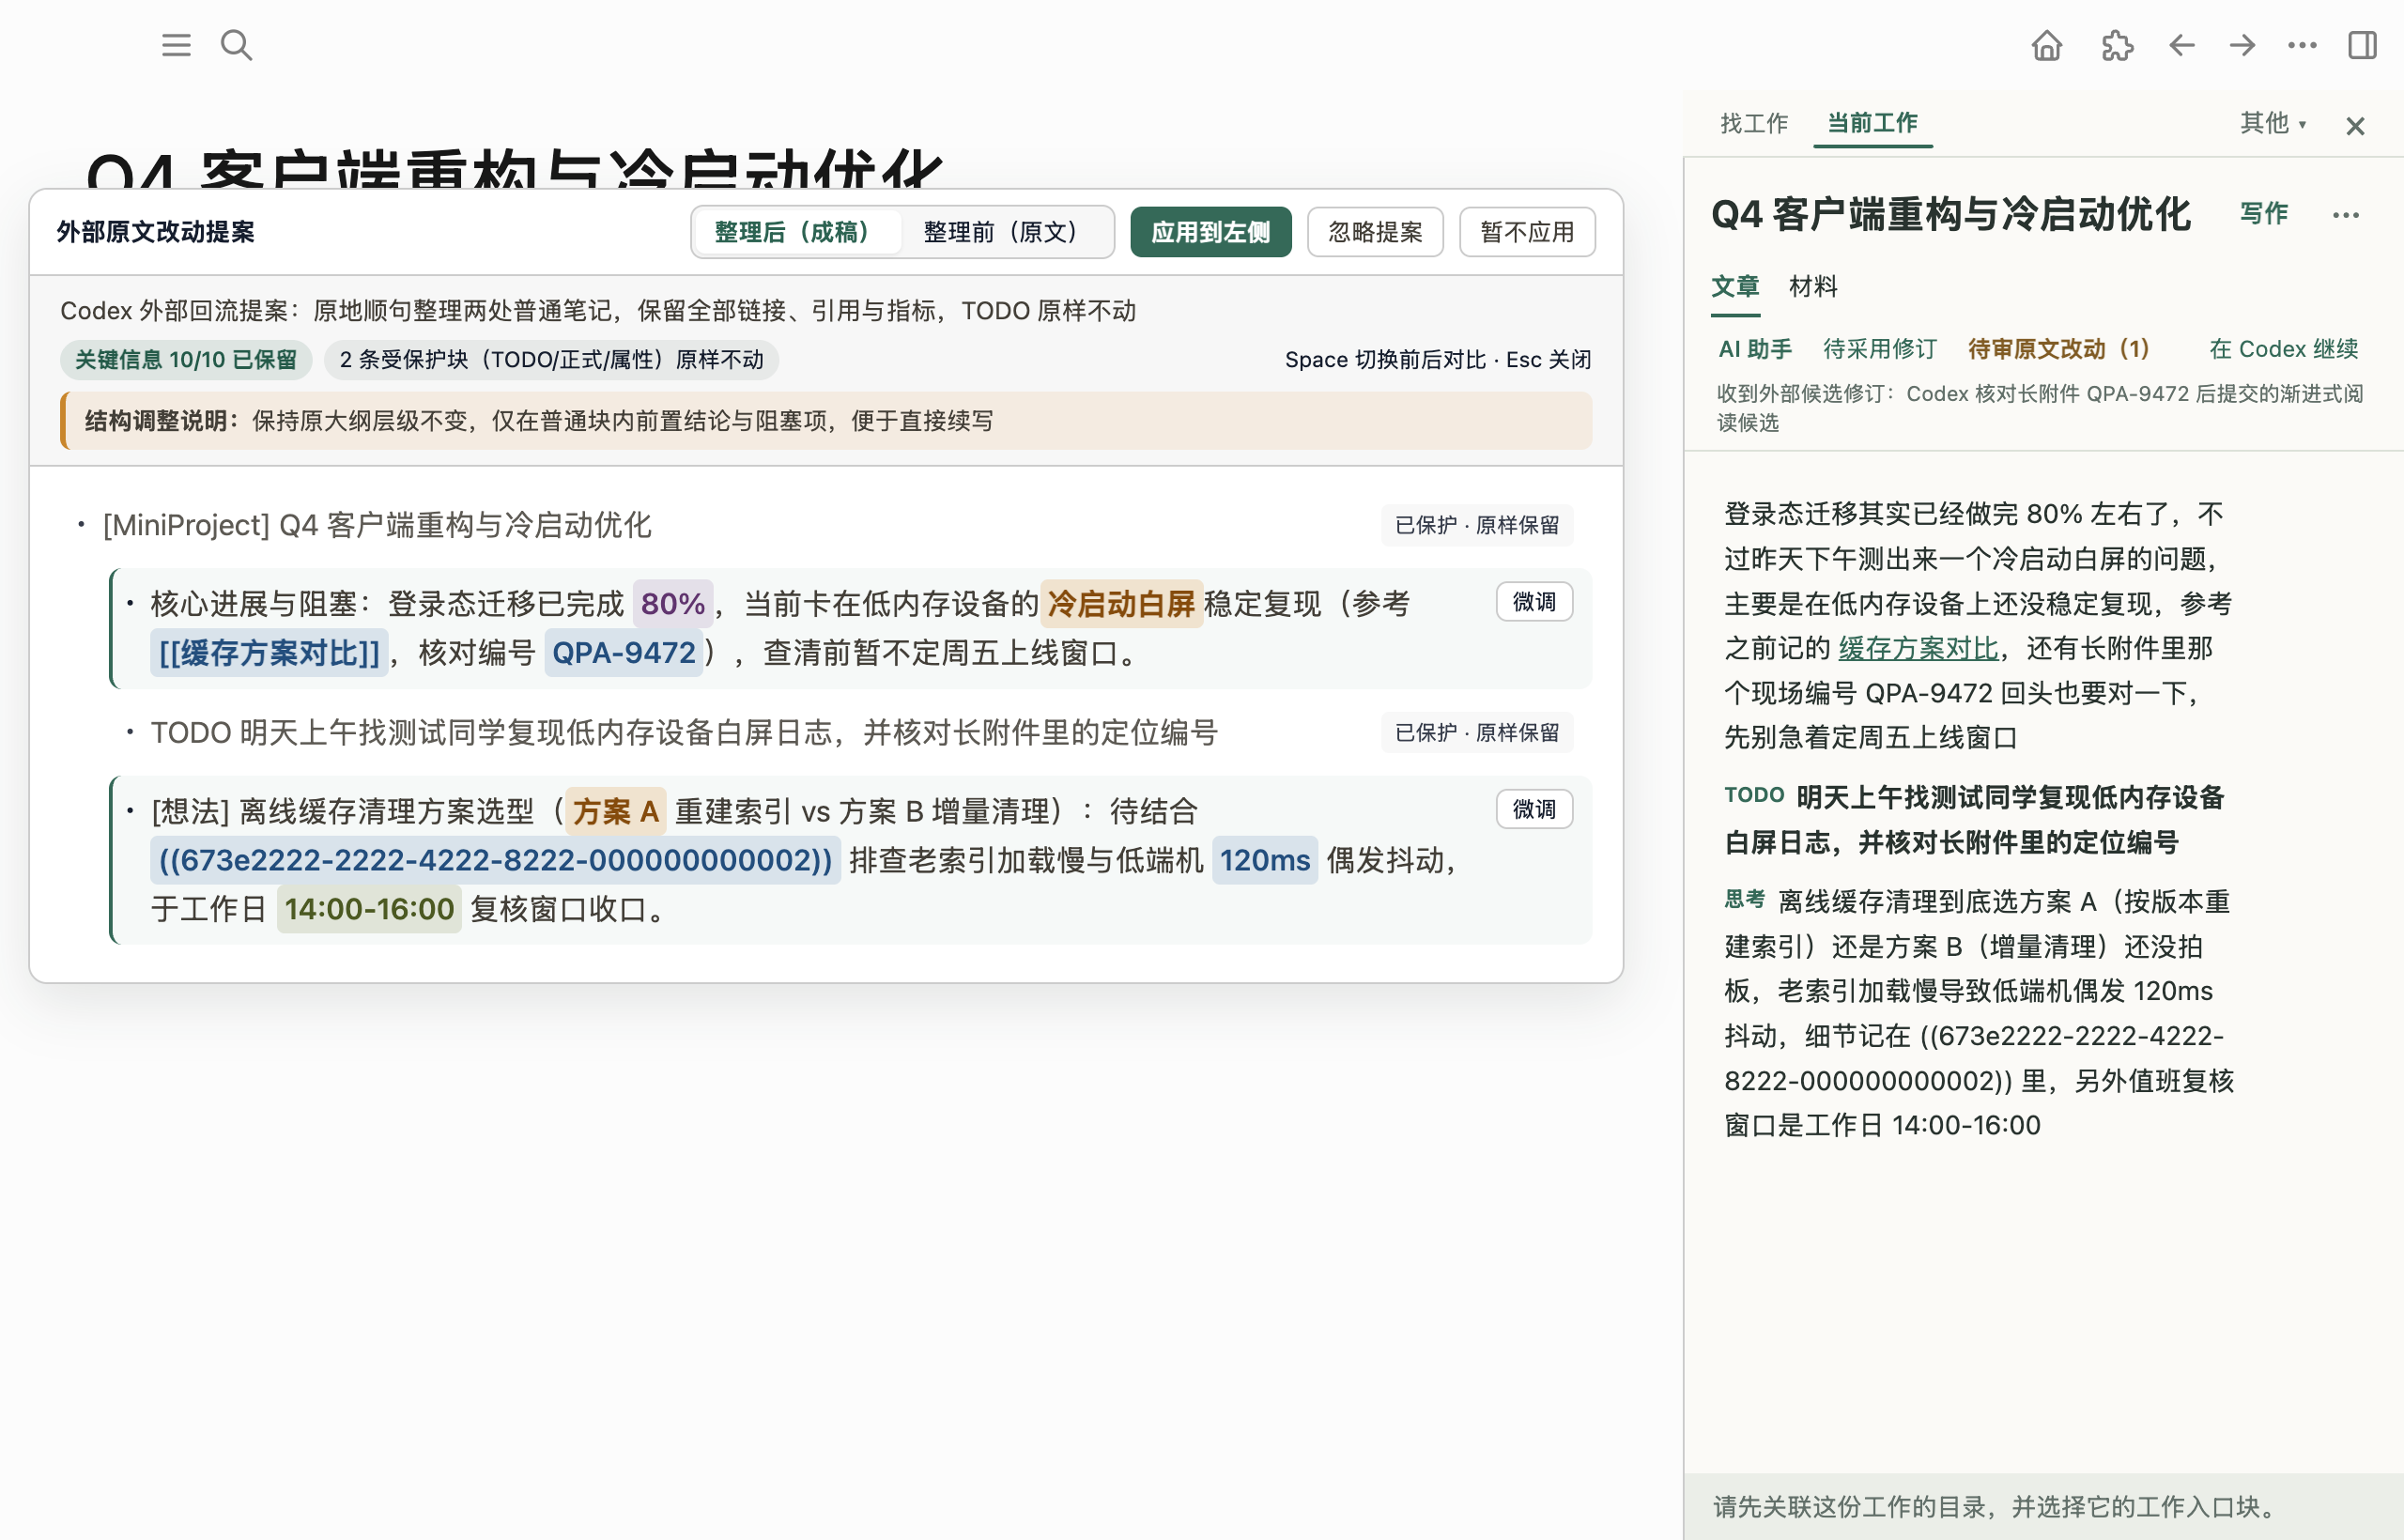 Q4 客户端重构与冷启动优化
外部原文改动提案
整理后（成稿）
整理前（原文）
应用到左侧
忽略提案
暂不应用
Codex 外部回流提案：原地顺句整理两处普通笔记，保留全部链接、引用与指标，TODO 原样不动
关键信息 10/10 已保留
2 条受保护块（TODO/正式/属性）原样不动
Space 切换前后对比 · Esc 关闭
结构调整说明：保持原大纲层级不变，仅在普通块内前置结论与阻塞项，便于直接续写
[MiniProject] Q4 客户端重构与冷启动优化
已保护 · 原样保留
核心进展与阻塞：登录态迁移已完成 80%，当前卡在低内存设备的冷启动白屏稳定复现（参考
[[缓存方案对比]]，核对编号 QPA-9472），查清前暂不定周五上线窗口。
微调
TODO 明天上午找测试同学复现低内存设备白屏日志，并核对长附件里的定位编号
已保护 · 原样保留
[想法] 离线缓存清理方案选型（方案 A 重建索引 vs 方案 B 增量清理）：待结合
((673e2222-2222-4222-8222-000000000002)) 排查老索引加载慢与低端机 120ms 偶发抖动，
于工作日 14:00-16:00 复核窗口收口。
微调
找工作
当前工作
其他 ▾
Q4 客户端重构与冷启动优化
写作
文章
材料
AI 助手
待采用修订
待审原文改动（1）
在 Codex 继续
收到外部候选修订：Codex 核对长附件 QPA-9472 后提交的渐进式阅
读候选
登录态迁移其实已经做完 80% 左右了，不
过昨天下午测出来一个冷启动白屏的问题，
主要是在低内存设备上还没稳定复现，参考
之前记的 缓存方案对比，还有长附件里那
个现场编号 QPA-9472 回头也要对一下，
先别急着定周五上线窗口
TODO 明天上午找测试同学复现低内存设备
白屏日志，并核对长附件里的定位编号
思考 离线缓存清理到底选方案 A（按版本重
建索引）还是方案 B（增量清理）还没拍
板，老索引加载慢导致低端机偶发 120ms
抖动，细节记在 ((673e2222-2222-4222-
8222-000000000002)) 里，另外值班复核
窗口是工作日 14:00-16:00
请先关联这份工作的目录，并选择它的工作入口块。